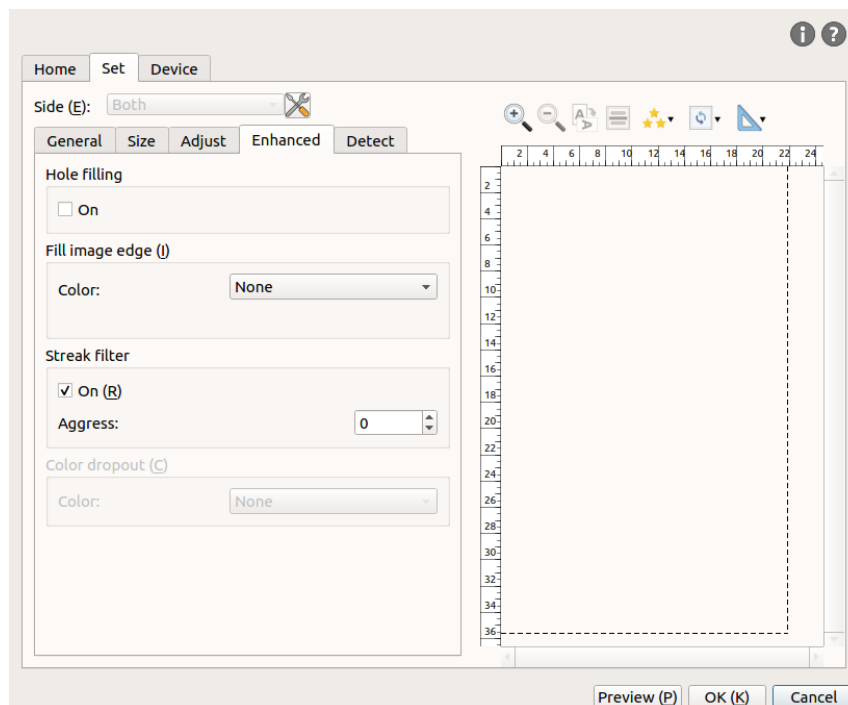 Home Set Device
Side (E): Both
General Size Adjust Enhanced Detect
Hole filling
On
Fill image edge (I)
Color: None
Streak filter
On (R)
Aggress: 0
Color dropout (C)
Color: None
A A
2 4 6 8 10 12 14 16 18 20 22 24
2
4
6
8
10
12
14
16
18
20
22
24
26
28
30
32
34
36
Preview (P) OK (K) Cancel